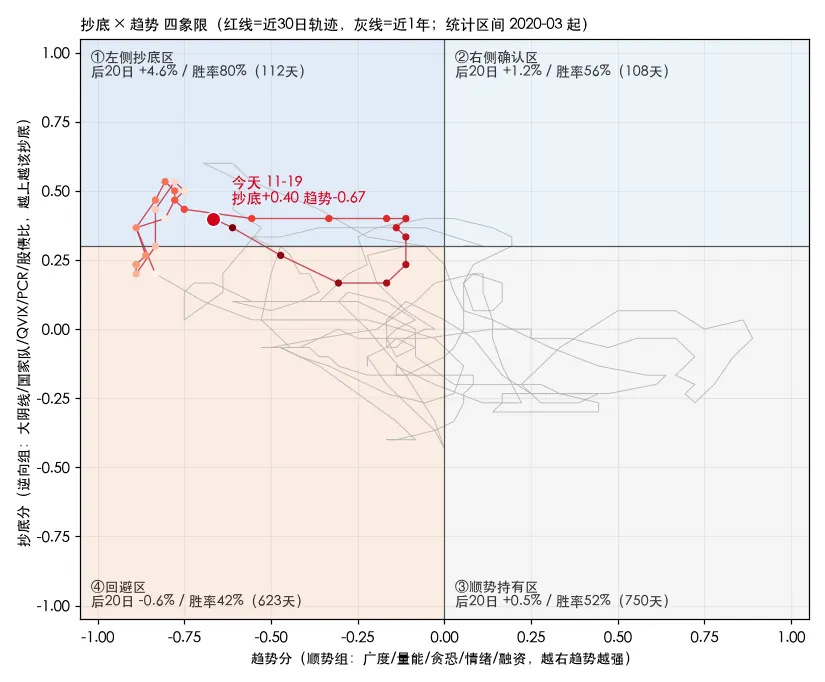 抄底 × 趋势 四象限（红线=近30日轨迹，灰线=近1年；统计区间 2020-03 起）
①左侧抄底区
后20日 +4.6% / 胜率80%（112天）
②右侧确认区
后20日 +1.2% / 胜率56%（108天）
今天 11-19
抄底+0.40 趋势-0.67
④回避区
后20日 -0.6% / 胜率42%（623天）
③顺势持有区
后20日 +0.5% / 胜率52%（750天）
抄底分（逆向组：大阴线/国家队/QVIX/PCR/股债比，越上越该抄底）
1.00
0.75
0.50
0.25
0.00
-0.25
-0.50
-0.75
-1.00
-1.00 -0.75 -0.50 -0.25 0.00 0.25 0.50 0.75 1.00
趋势分（顺势组：广度/量能/贪恐/情绪/融资，越右趋势越强）